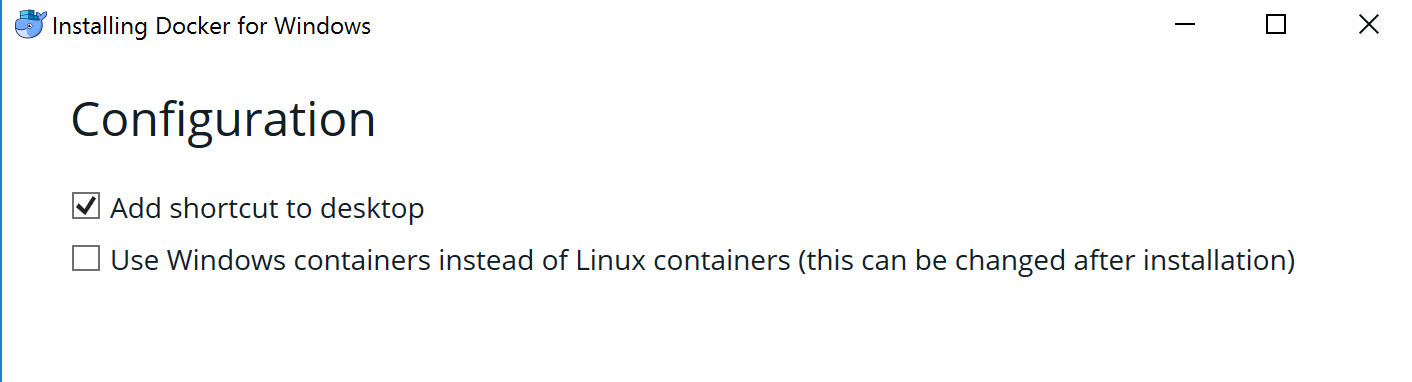 Installing Docker for Windows
Configuration
Add shortcut to desktop
Use Windows containers instead of Linux containers (this can be changed after installation)